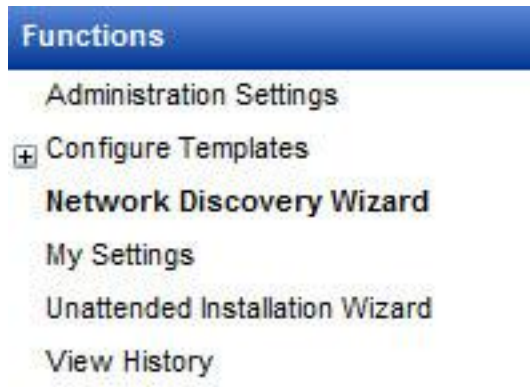 Functions
Administration Settings
Configure Templates
Network Discovery Wizard
My Settings
Unattended Installation Wizard
View History